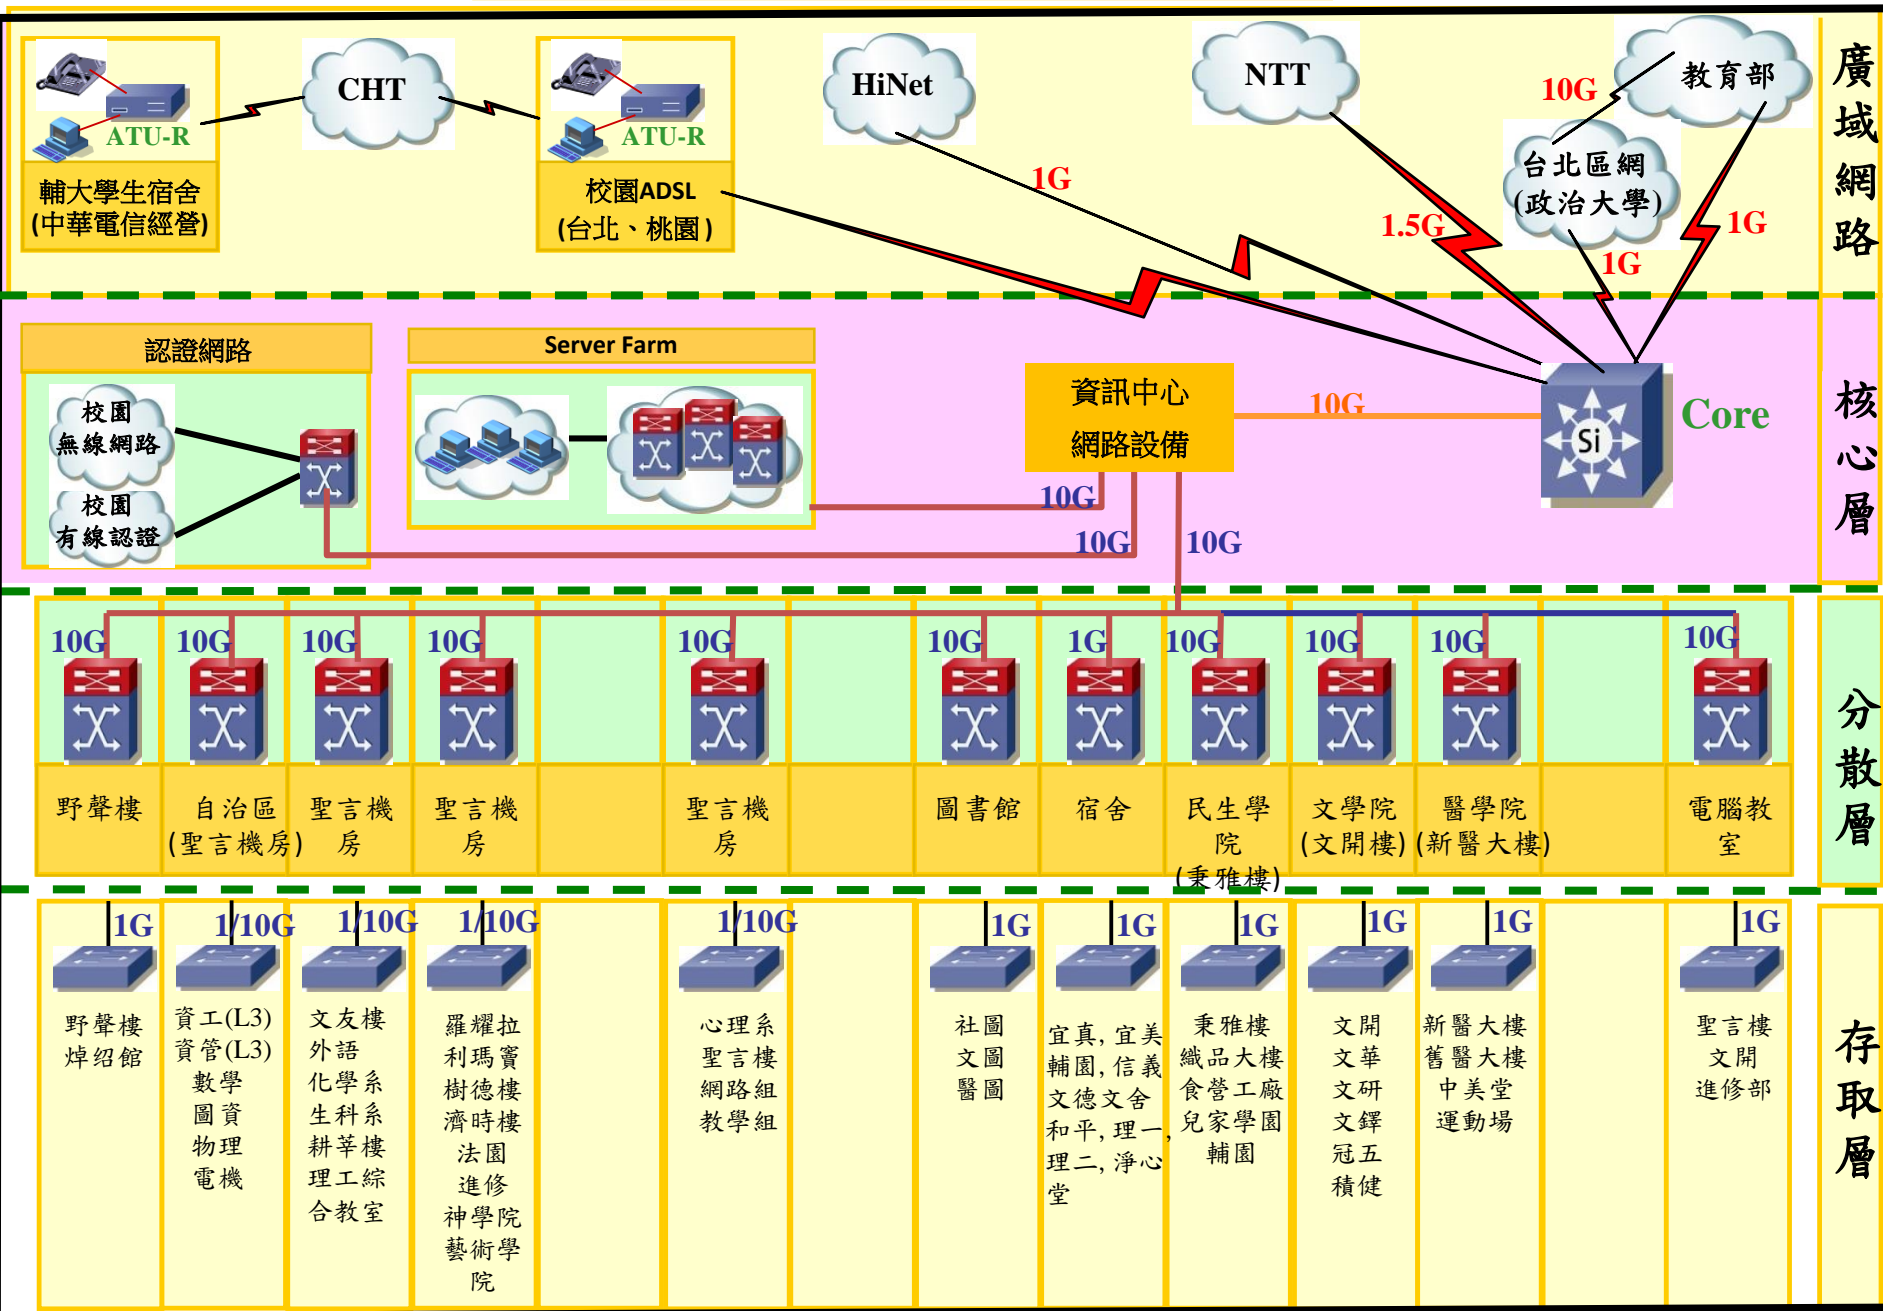 廣域網路
ATU-R
輔大學生宿舍
(中華電信經營)
CHT
ATU-R
校園ADSL
(台北、桃園)
HiNet
1G
NTT
1.5G
10G
教育部
台北區網
(政治大學)
1G
1G
核心層
認證網路
校園
無線網路
校園
有線認證
Server Farm
資訊中心
網路設備
10G
Si
Core
10G
10G
10G
分散層
10G
10G
10G
10G
10G
10G
1G
10G
10G
10G
10G
野聲樓
自治區
(聖言機房)
聖言機
房
聖言機
房
聖言機
房
圖書館
宿舍
民生學
院
(秉雅樓)
文學院
(文開樓)
醫學院
(新醫大樓)
電腦教
室
存取層
1G
1/10G
1/10G
1/10G
1/10G
1G
1G
1G
1G
1G
1G
野聲樓
焯炤館
資工(L3)
資管(L3)
數學
圖資
物理
電機
文友樓
外語
化學系
生科系
耕莘樓
理工綜
合教室
羅耀拉
利瑪竇
樹德樓
濟時樓
法園
進修
神學院
藝術學
院
心理系
聖言樓
網路組
教學組
社圖
文圖
醫圖
宜真, 宜美
輔園, 信義
文德文舍
和平, 理一,
理二, 淨心
堂
秉雅樓
織品大樓
食營工廠
兒家學園
輔園
文開
文華
文研
文鐸
冠五
積健
新醫大樓
舊醫大樓
中美堂
運動場
聖言樓
文開
進修部